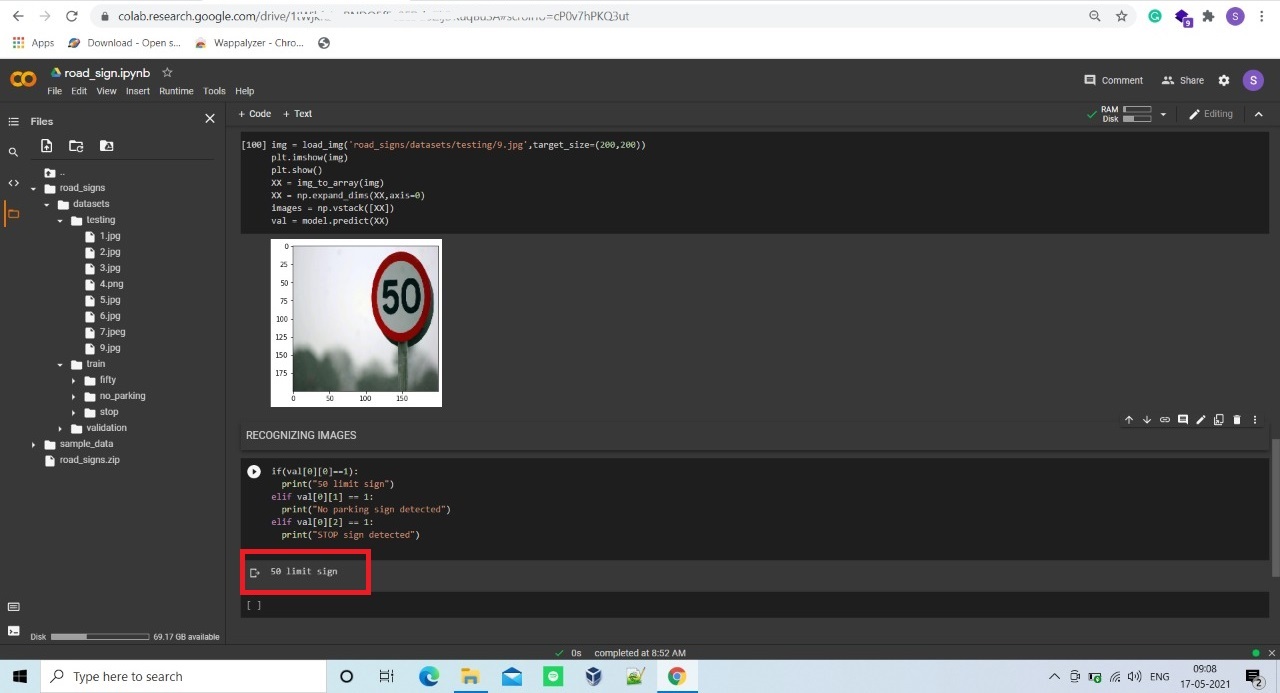 colab.research.google.com/drive/
=cP0v7hPKQ3ut
S
9
Apps
Download - Open s...
Wappalyzer - Chro...
CO
road_sign.ipynb
File Edit View Insert Runtime Tools Help
Comment
Share
S
Files
+ Code + Text
RAM
Disk
Editing
..
road_signs
datasets
testing
1.jpg
2.jpg
3.jpg
4.png
5.jpg
6.jpg
7.jpeg
9.jpg
train
fifty
no_parking
stop
validation
sample_data
road_signs.zip
[100] img = load_img('road_signs/datasets/testing/9.jpg',target_size=(200,200))
plt.imshow(img)
plt.show()
XX = img_to_array(img)
XX = np.expand_dims(XX,axis=0)
images = np.vstack([XX])
val = model.predict(XX)
0
25
50
75
100
125
150
175
0 50 100 150
50
RECOGNIZING IMAGES
if(val[0][0]==1):
print("50 limit sign")
elif val[0][1] == 1:
print("No parking sign detected")
elif val[0][2] == 1:
print("STOP sign detected")
50 limit sign
[ ]
Disk 69.17 GB available
0s completed at 8:52 AM
Type here to search
ENG
09:08
17-05-2021
2